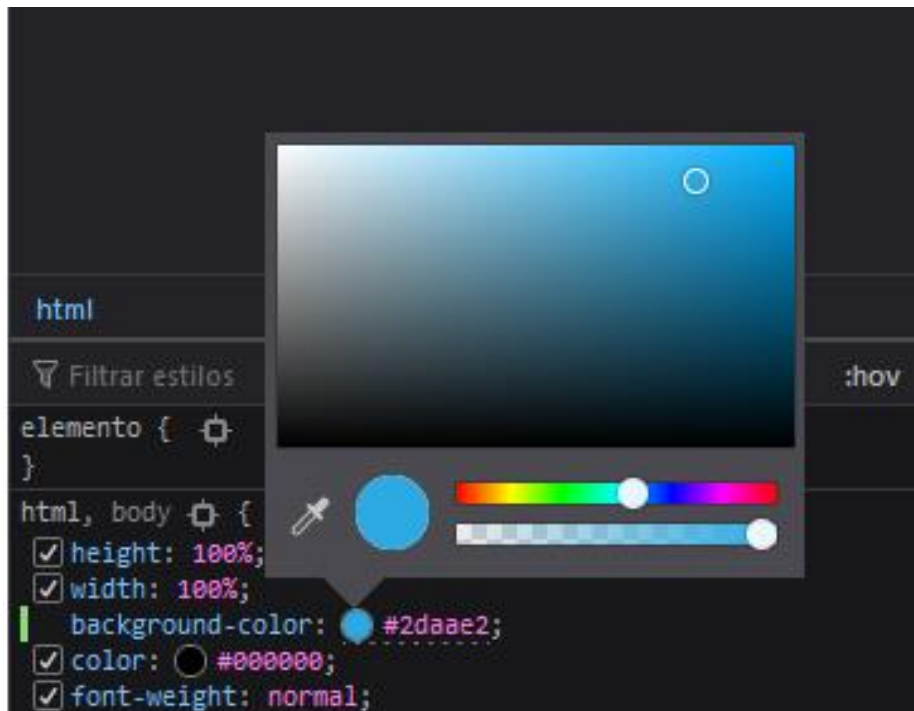 html
Filtrar estilos :hov
elemento {
}
html, body {
height: 100%;
width: 100%;
background-color: #2daae2;
color: #000000;
font-weight: normal;